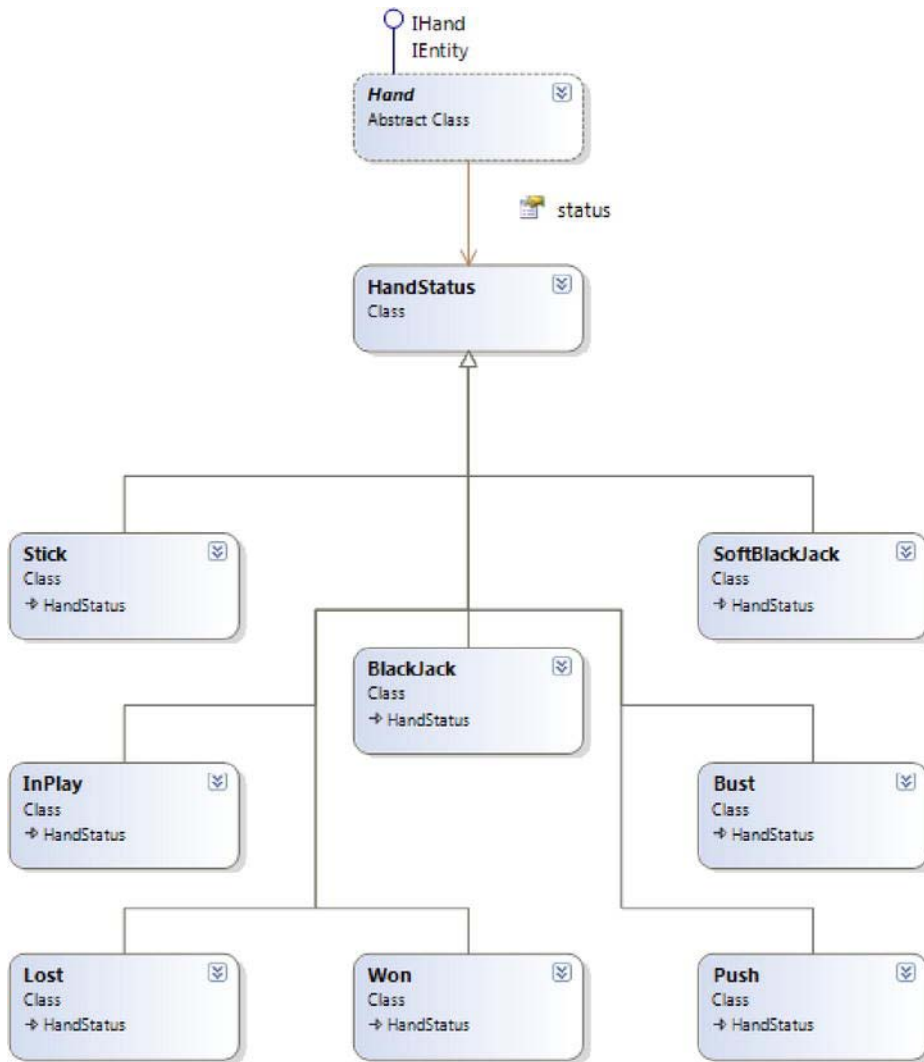 IHand
IEntity
Hand
Abstract Class
status
HandStatus
Class
Stick
Class
HandStatus
SoftBlackJack
Class
HandStatus
BlackJack
Class
HandStatus
InPlay
Class
HandStatus
Bust
Class
HandStatus
Lost
Class
HandStatus
Won
Class
HandStatus
Push
Class
HandStatus